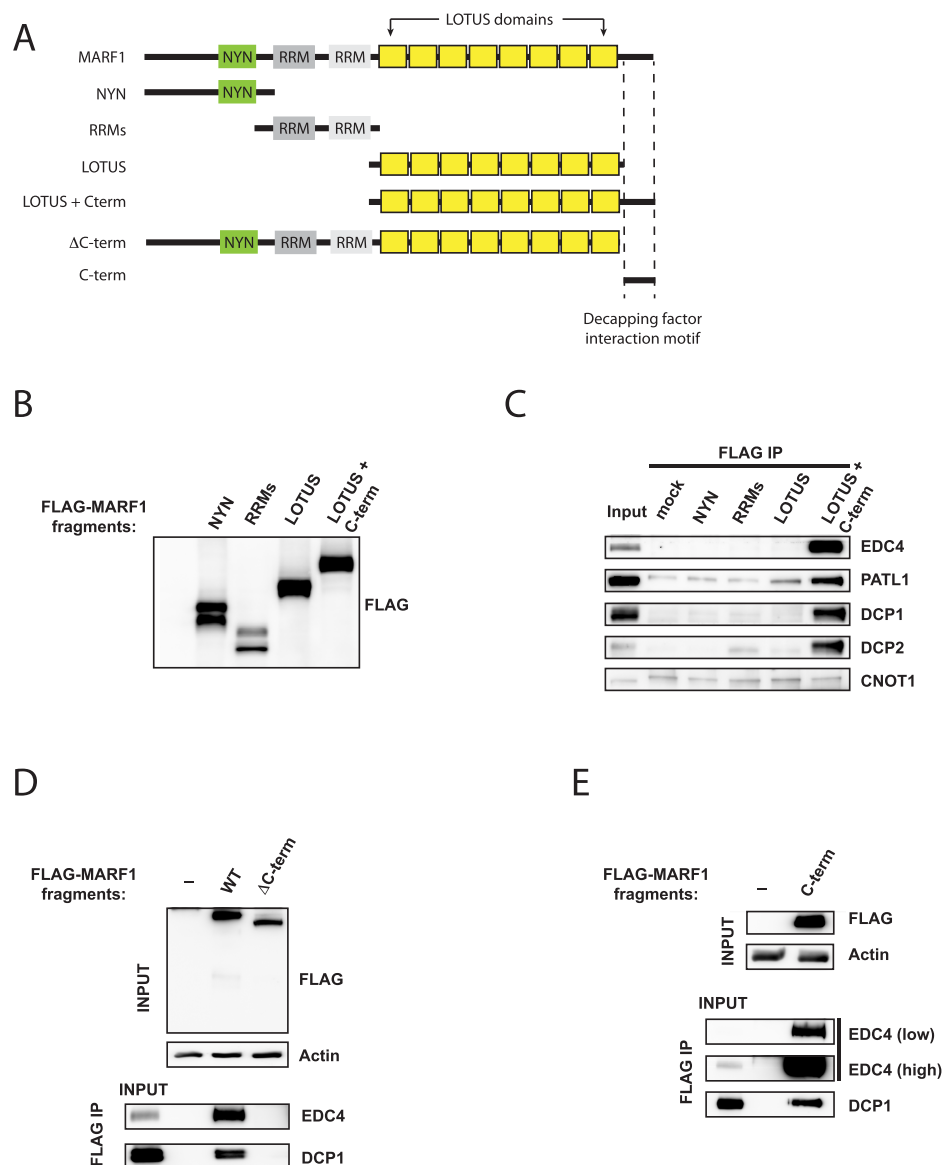 A
LOTUS domains
MARF1 NYN RRM RRM
NYN NYN
RRMs RRM RRM
LOTUS
LOTUS + Cterm
ΔC-term NYN RRM RRM
C-term
Decapping factor
interaction motif
B
FLAG-MARF1
fragments:
NYN
RRMs
LOTUS
LOTUS +
C-term
FLAG
C
FLAG IP
Input
mock
NYN
RRMs
LOTUS
LOTUS +
C-term
EDC4
PATL1
DCP1
DCP2
CNOT1
D
FLAG-MARF1
fragments:
–
WT
ΔC-term
INPUT
FLAG
Actin
INPUT
FLAG IP
EDC4
DCP1
E
FLAG-MARF1
fragments:
–
C-term
INPUT
FLAG
Actin
INPUT
FLAG IP
EDC4 (low)
EDC4 (high)
DCP1